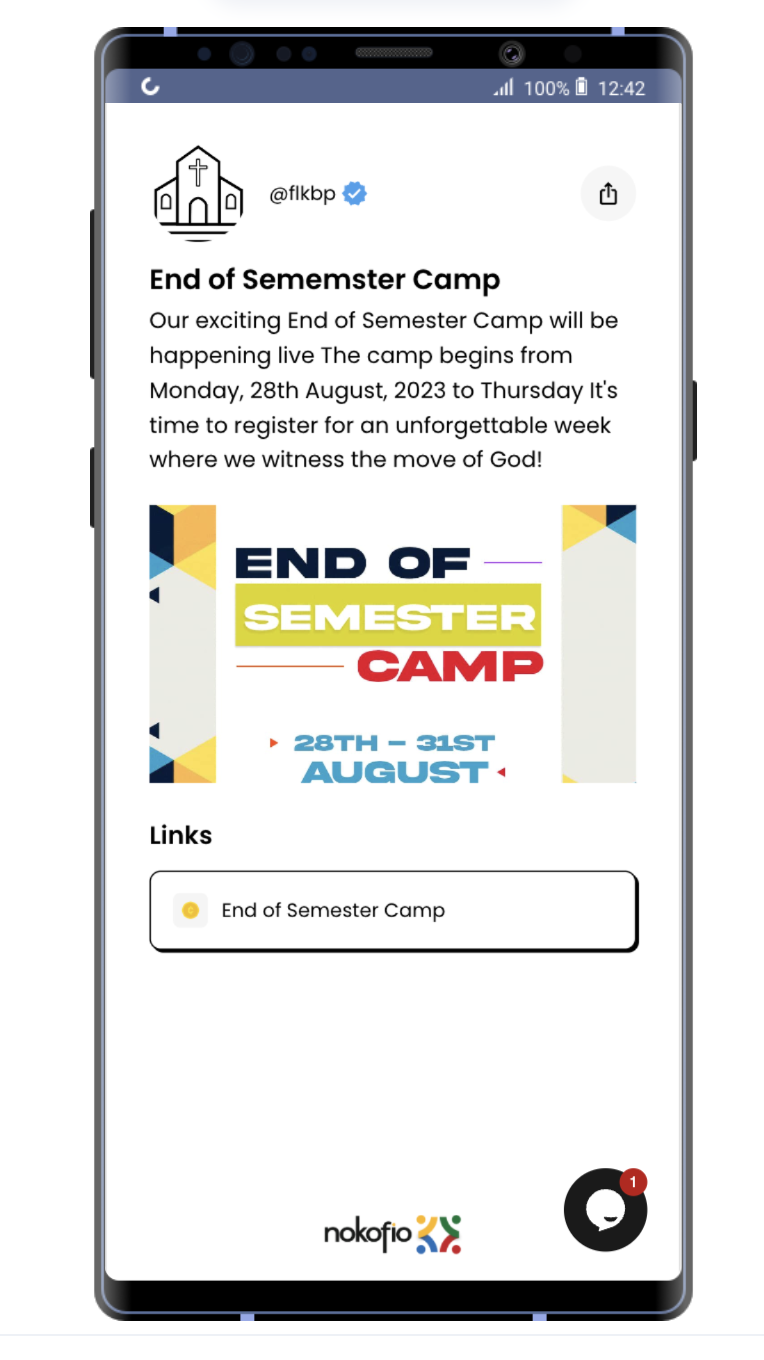 100% 12:42
@flkbp
End of Sememster Camp
Our exciting End of Semester Camp will be
happening live The camp begins from
Monday, 28th August, 2023 to Thursday It's
time to register for an unforgettable week
where we witness the move of God!
END OF
SEMESTER
CAMP
28TH – 31ST
AUGUST
Links
End of Semester Camp
1
nokofio